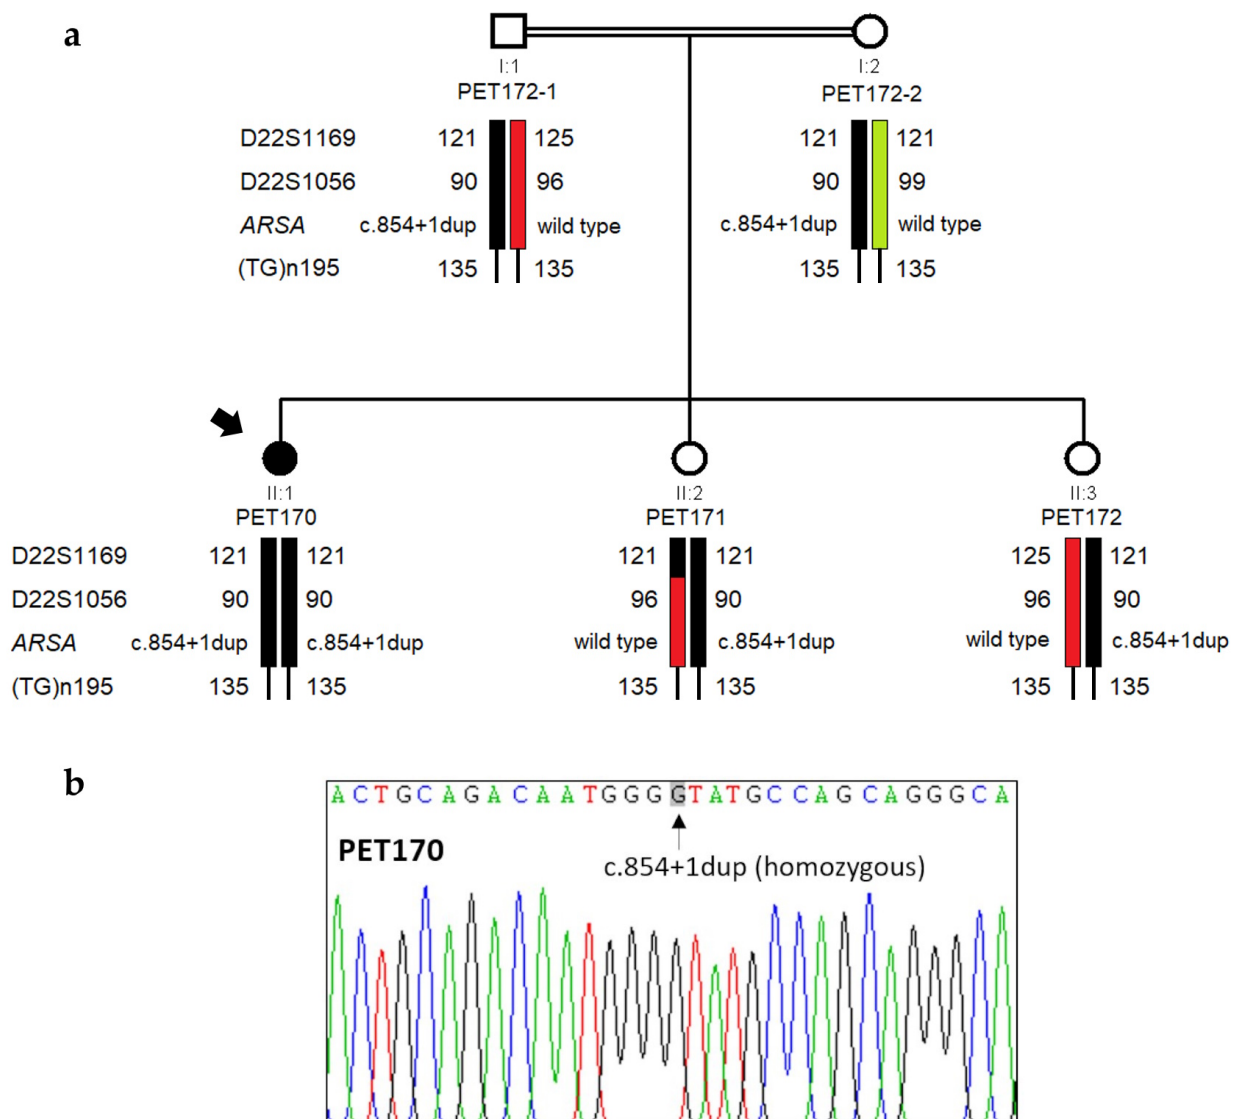 a
I:1
I:2
PET172-1
PET172-2
D22S1169 121 125 121 121
D22S1056 90 96 90 99
ARSA c.854+1dup wild type c.854+1dup wild type
(TG)n195 135 135 135 135
II:1
II:2
II:3
PET170
PET171
PET172
D22S1169 121 121 121 121 125 121
D22S1056 90 90 96 90 96 90
ARSA c.854+1dup c.854+1dup wild type c.854+1dup wild type c.854+1dup
(TG)n195 135 135 135 135 135 135
b
ACTGCAGACAATGGGGTATGCCAGCAGGGCA
PET170
c.854+1dup (homozygous)